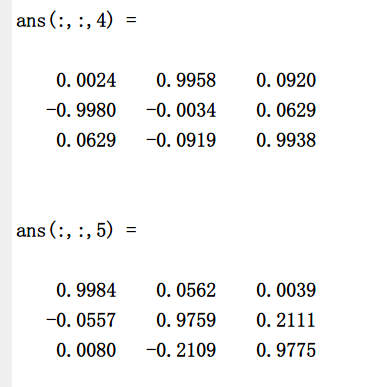 ans(:,:,4) =
0.0024 0.9958 0.0920
-0.9980 -0.0034 0.0629
0.0629 -0.0919 0.9938
ans(:,:,5) =
0.9984 0.0562 0.0039
-0.0557 0.9759 0.2111
0.0080 -0.2109 0.9775